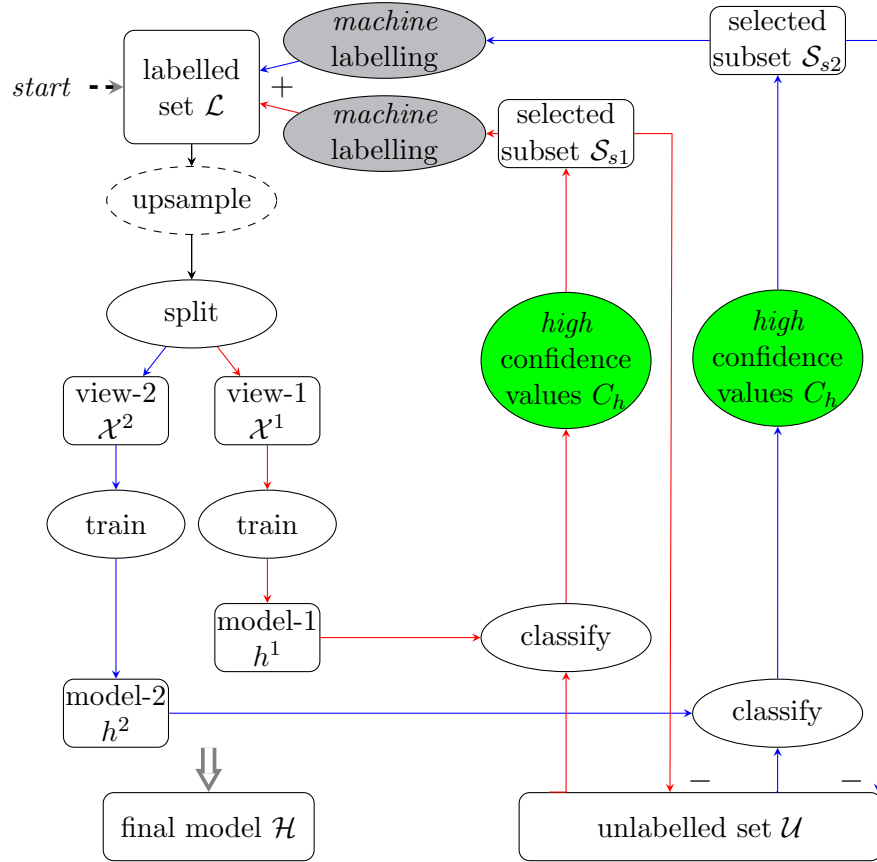 machine
labelling
selected
subset 𝒮ₛ₂
start
labelled
set ℒ
+
machine
labelling
selected
subset 𝒮ₛ₁
upsample
split
high
confidence
values Cₕ
high
confidence
values Cₕ
view-2
𝒳²
view-1
𝒳¹
train
train
model-1
h¹
classify
model-2
h²
classify
−
−
final model ℋ
unlabelled set 𝒰